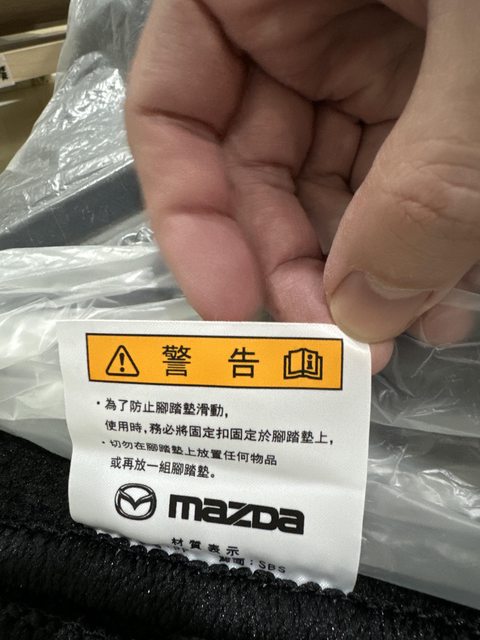 警告
・為了防止腳踏墊滑動,
使用時,務必將固定扣固定於腳踏墊上,
・切勿在腳踏墊上放置任何物品
或再放一組腳踏墊。
mazda
材質表示
面:SBS